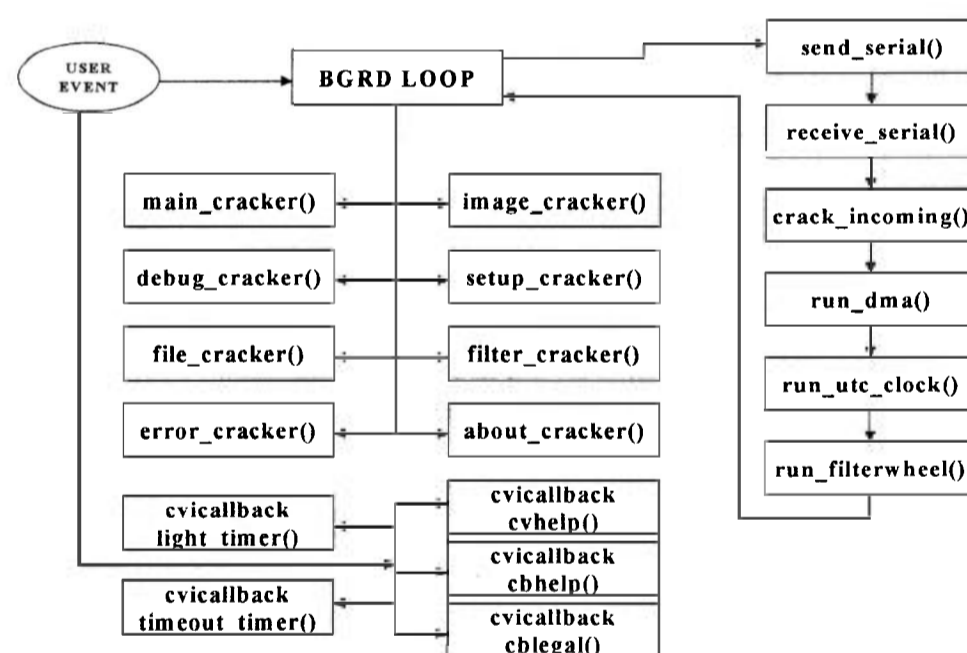 USER
EVENT
BGRD LOOP
send_serial()
receive_serial()
crack_incoming()
run_dma()
run_utc_clock()
run_filterwheel()
main_cracker()
image_cracker()
debug_cracker()
setup_cracker()
file_cracker()
filter_cracker()
error_cracker()
about_cracker()
cvicallback
light_timer()
cvicallback
cvhelp()
cvicallback
cbhelp()
cvicallback
timeout_timer()
cvicallback
cblegal()